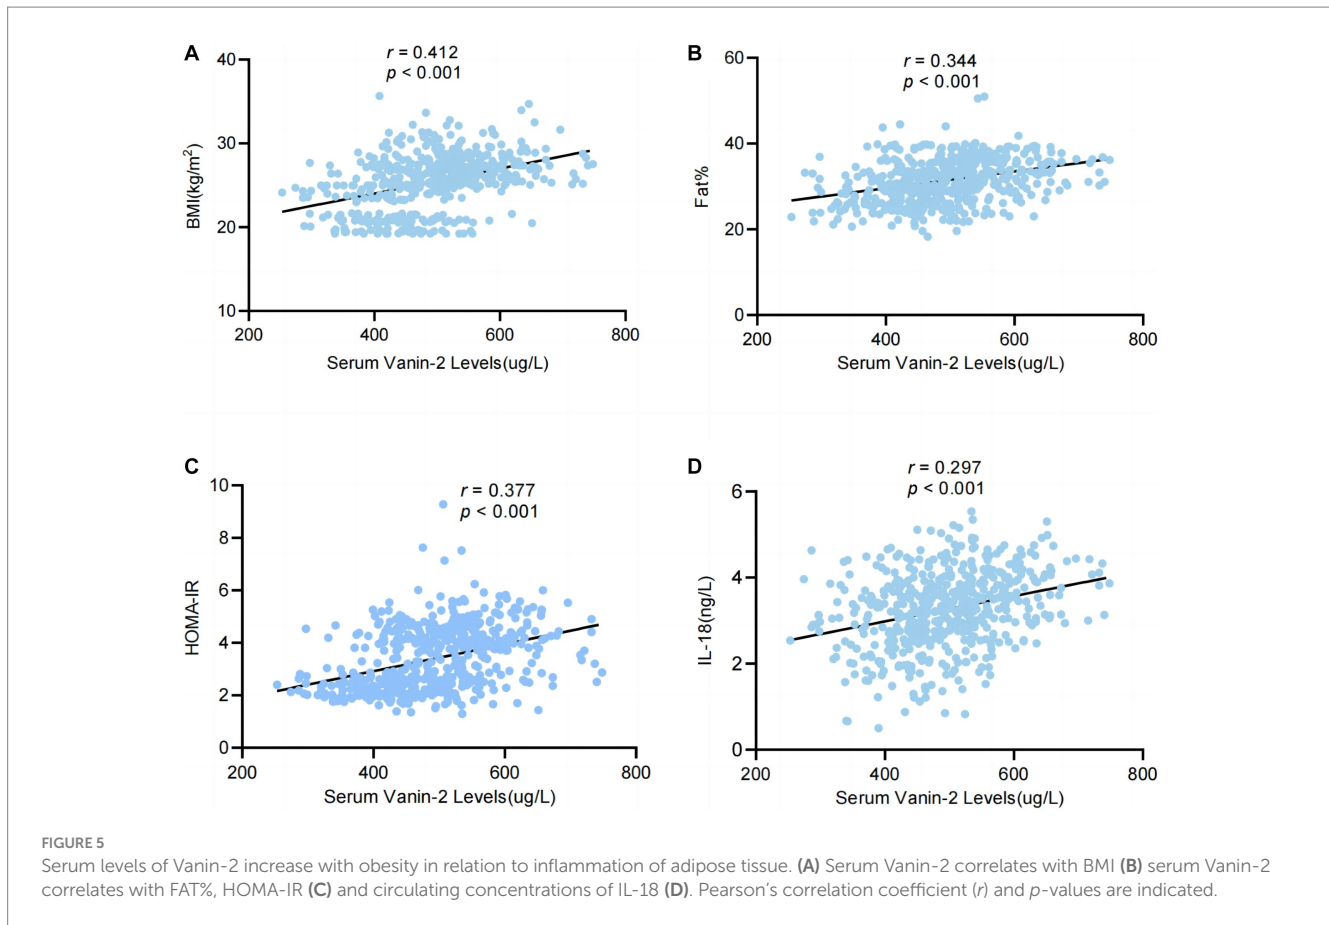 A
r = 0.412
p < 0.001
40
30
20
10
BMI(kg/m²)
200
400
600
800
Serum Vanin-2 Levels(ug/L)
B
r = 0.344
p < 0.001
60
40
20
0
Fat%
200
400
600
800
Serum Vanin-2 Levels(ug/L)
C
r = 0.377
p < 0.001
10
8
6
4
2
0
HOMA-IR
200
400
600
800
Serum Vanin-2 Levels(ug/L)
D
r = 0.297
p < 0.001
6
4
2
0
IL-18(ng/L)
200
400
600
800
Serum Vanin-2 Levels(ug/L)
FIGURE 5
Serum levels of Vanin-2 increase with obesity in relation to inflammation of adipose tissue. (A) Serum Vanin-2 correlates with BMI (B) serum Vanin-2
correlates with FAT%, HOMA-IR (C) and circulating concentrations of IL-18 (D). Pearson's correlation coefficient (r) and p-values are indicated.